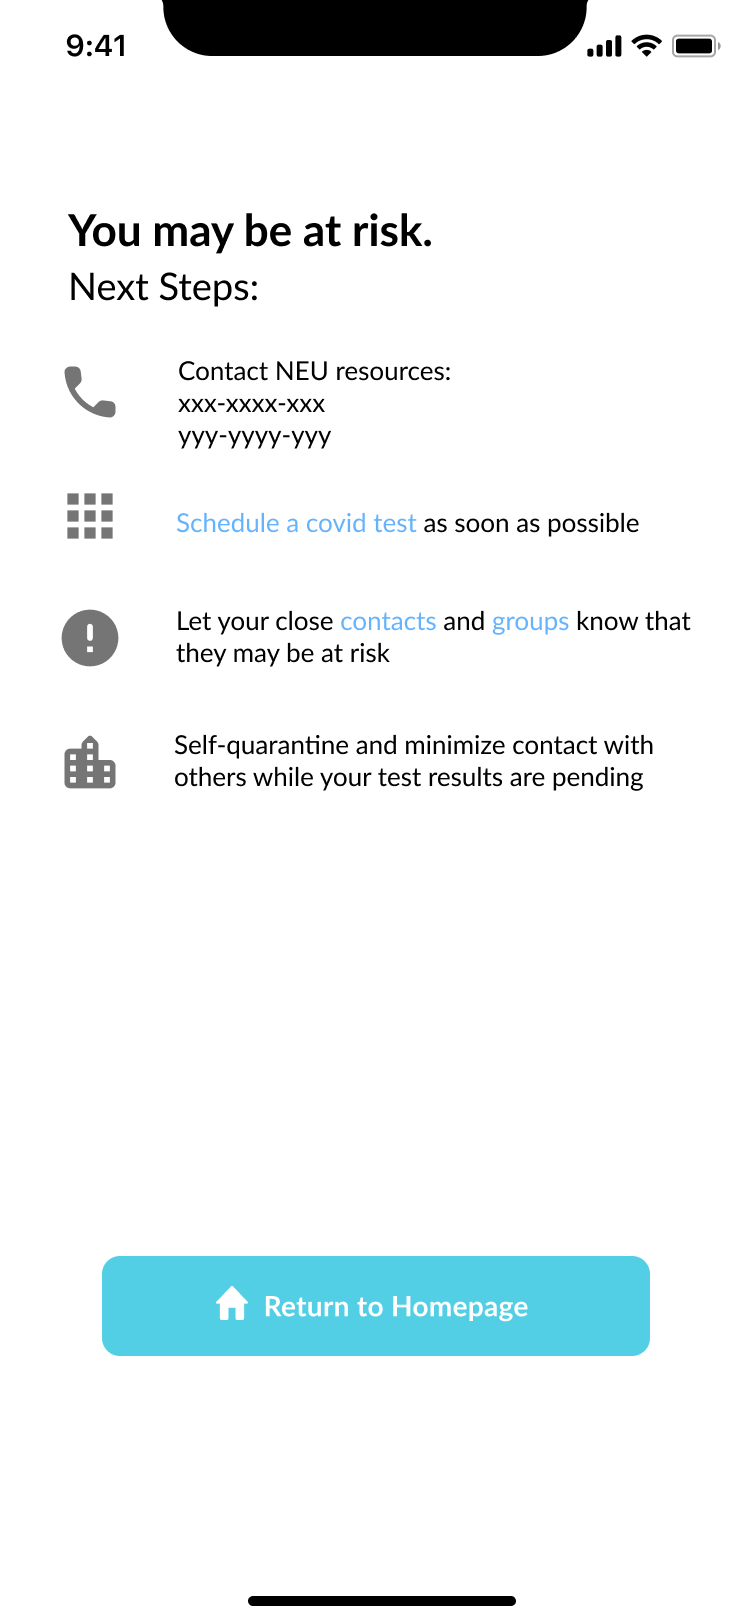 9:41
You may be at risk.
Next Steps:
Contact NEU resources:
xxx-xxxx-xxx
yyy-yyyy-yyy
Schedule a covid test as soon as possible
Let your close contacts and groups know that
they may be at risk
Self-quarantine and minimize contact with
others while your test results are pending
Return to Homepage